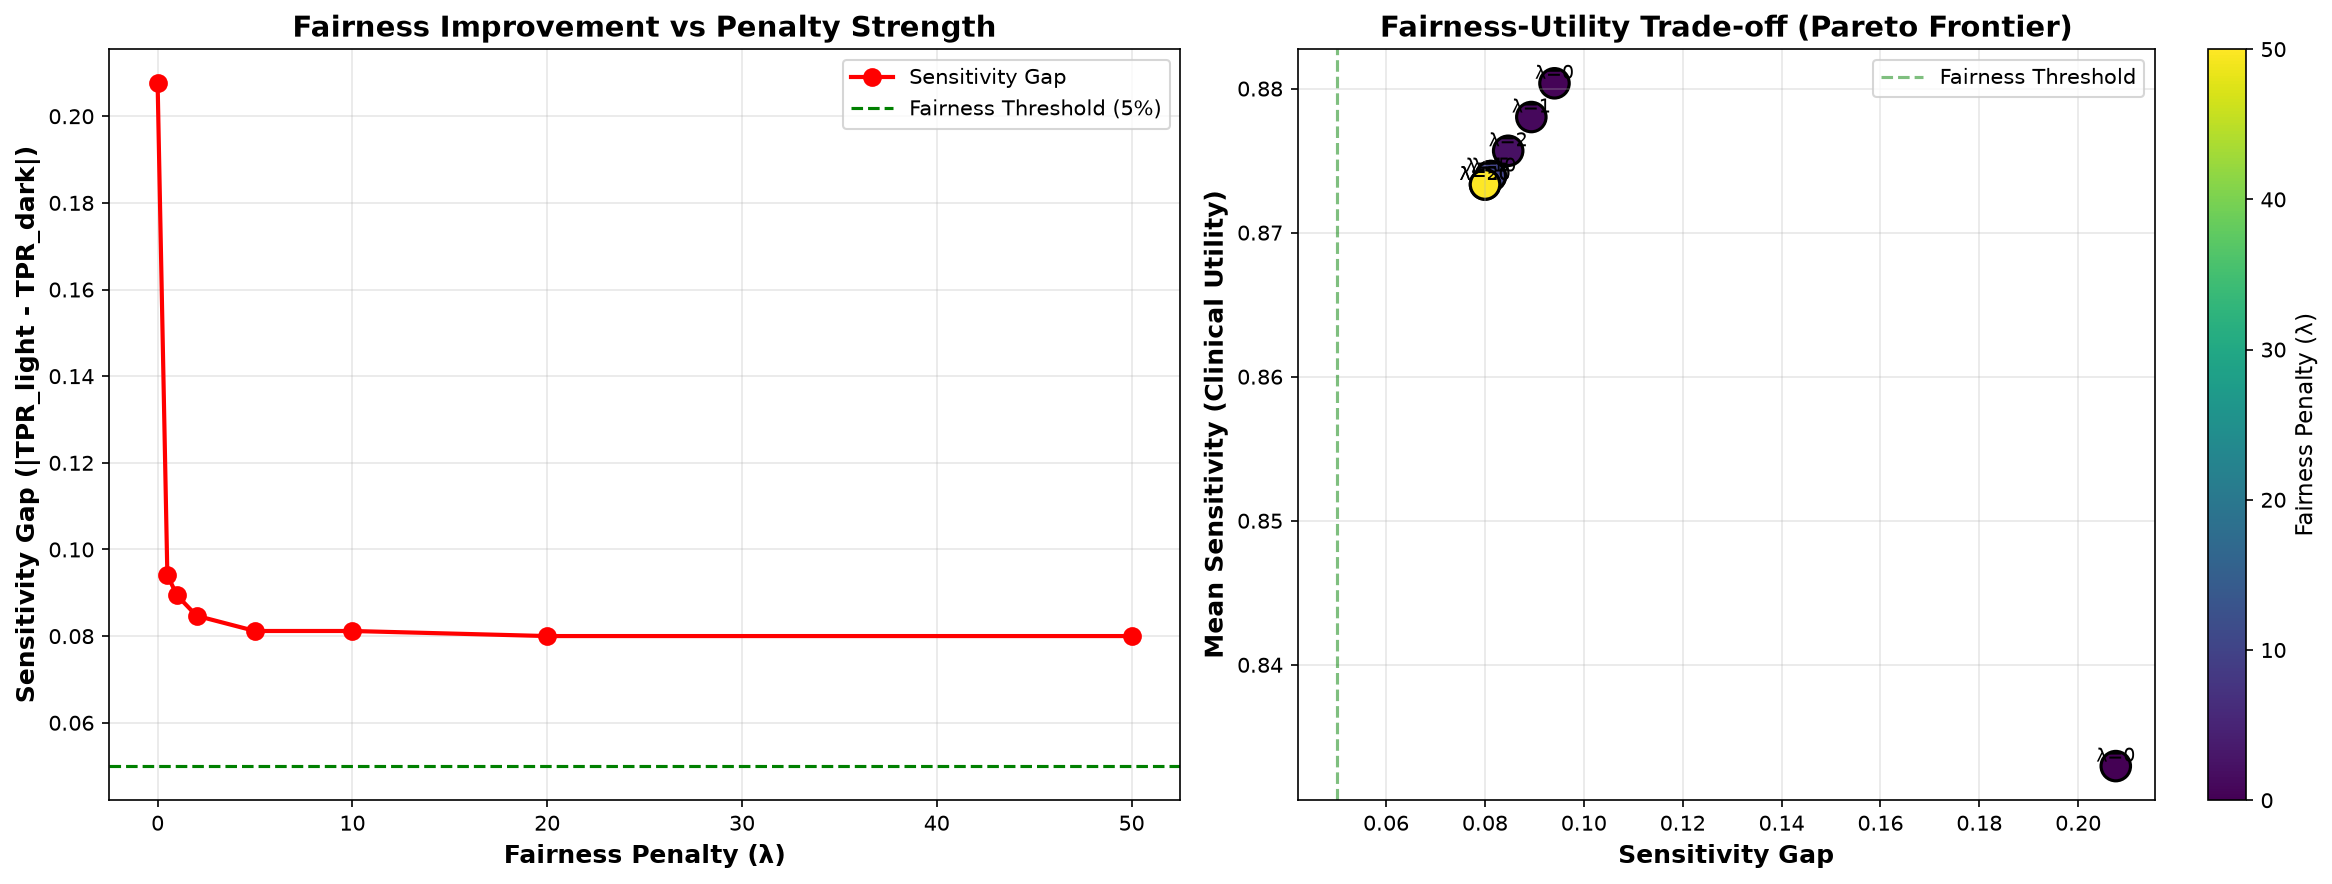 Fairness Improvement vs Penalty Strength
Sensitivity Gap (|TPR_light - TPR_dark|)
0.20
0.18
0.16
0.14
0.12
0.10
0.08
0.06
Sensitivity Gap
Fairness Threshold (5%)
0
10
20
30
40
50
Fairness Penalty (λ)
Fairness-Utility Trade-off (Pareto Frontier)
Mean Sensitivity (Clinical Utility)
0.88
0.87
0.86
0.85
0.84
Fairness Threshold
λ=0
λ=1
λ=2
λ=0
0.06
0.08
0.10
0.12
0.14
0.16
0.18
0.20
Sensitivity Gap
50
40
30
20
10
0
Fairness Penalty (λ)